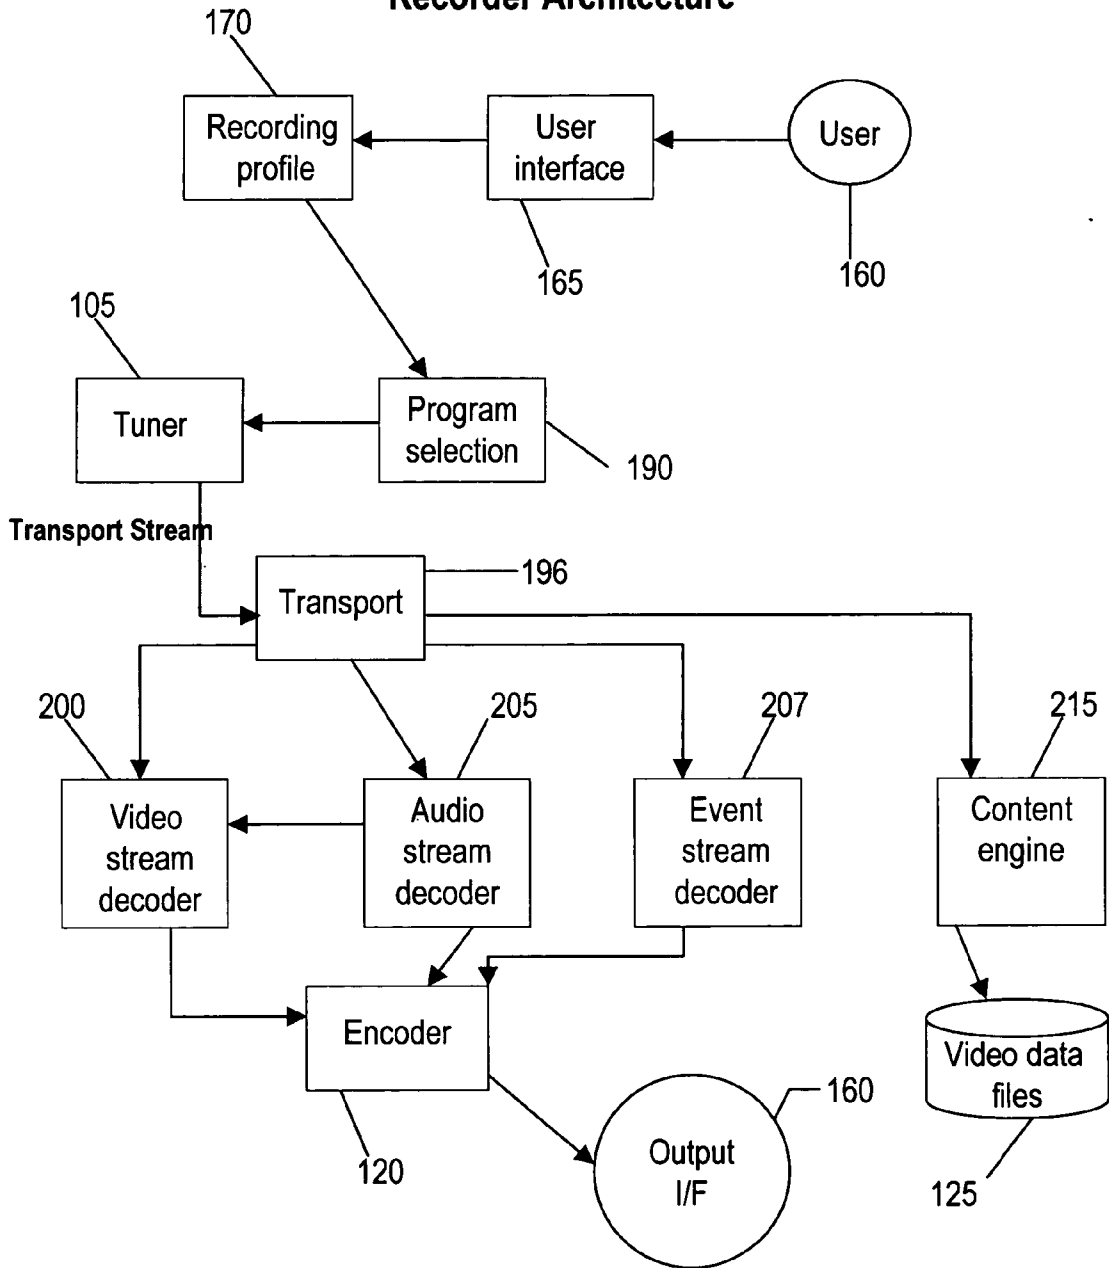 Recorder Architecture
170
Recording
profile
User
interface
User
165
160
105
Tuner
Program
selection
190
Transport Stream
196
Transport
200
205
207
215
Video
stream
decoder
Audio
stream
decoder
Event
stream
decoder
Content
engine
Encoder
Video data
files
160
120
Output
I/F
125